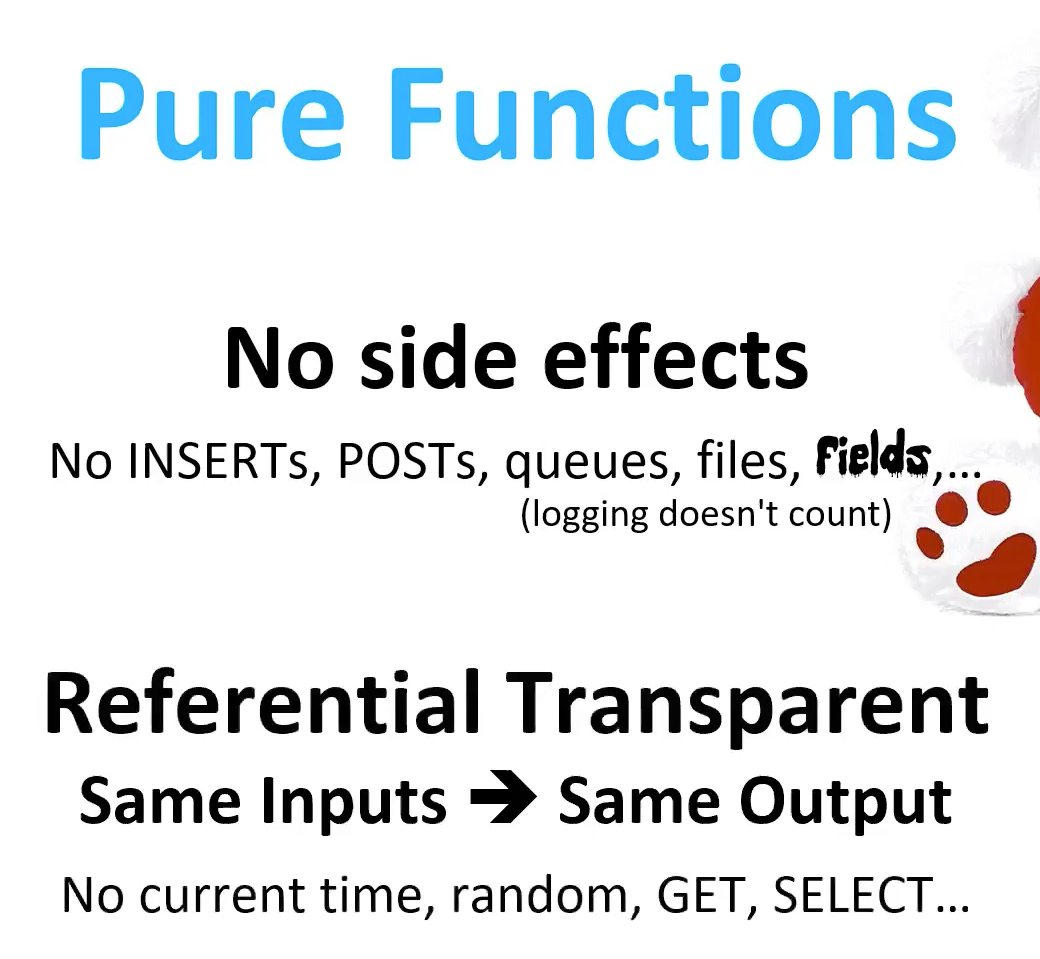 Pure Functions
No side effects
No INSERTs, POSTs, queues, files, fields,...
(logging doesn't count)
Referential Transparent
Same Inputs ➔ Same Output
No current time, random, GET, SELECT...